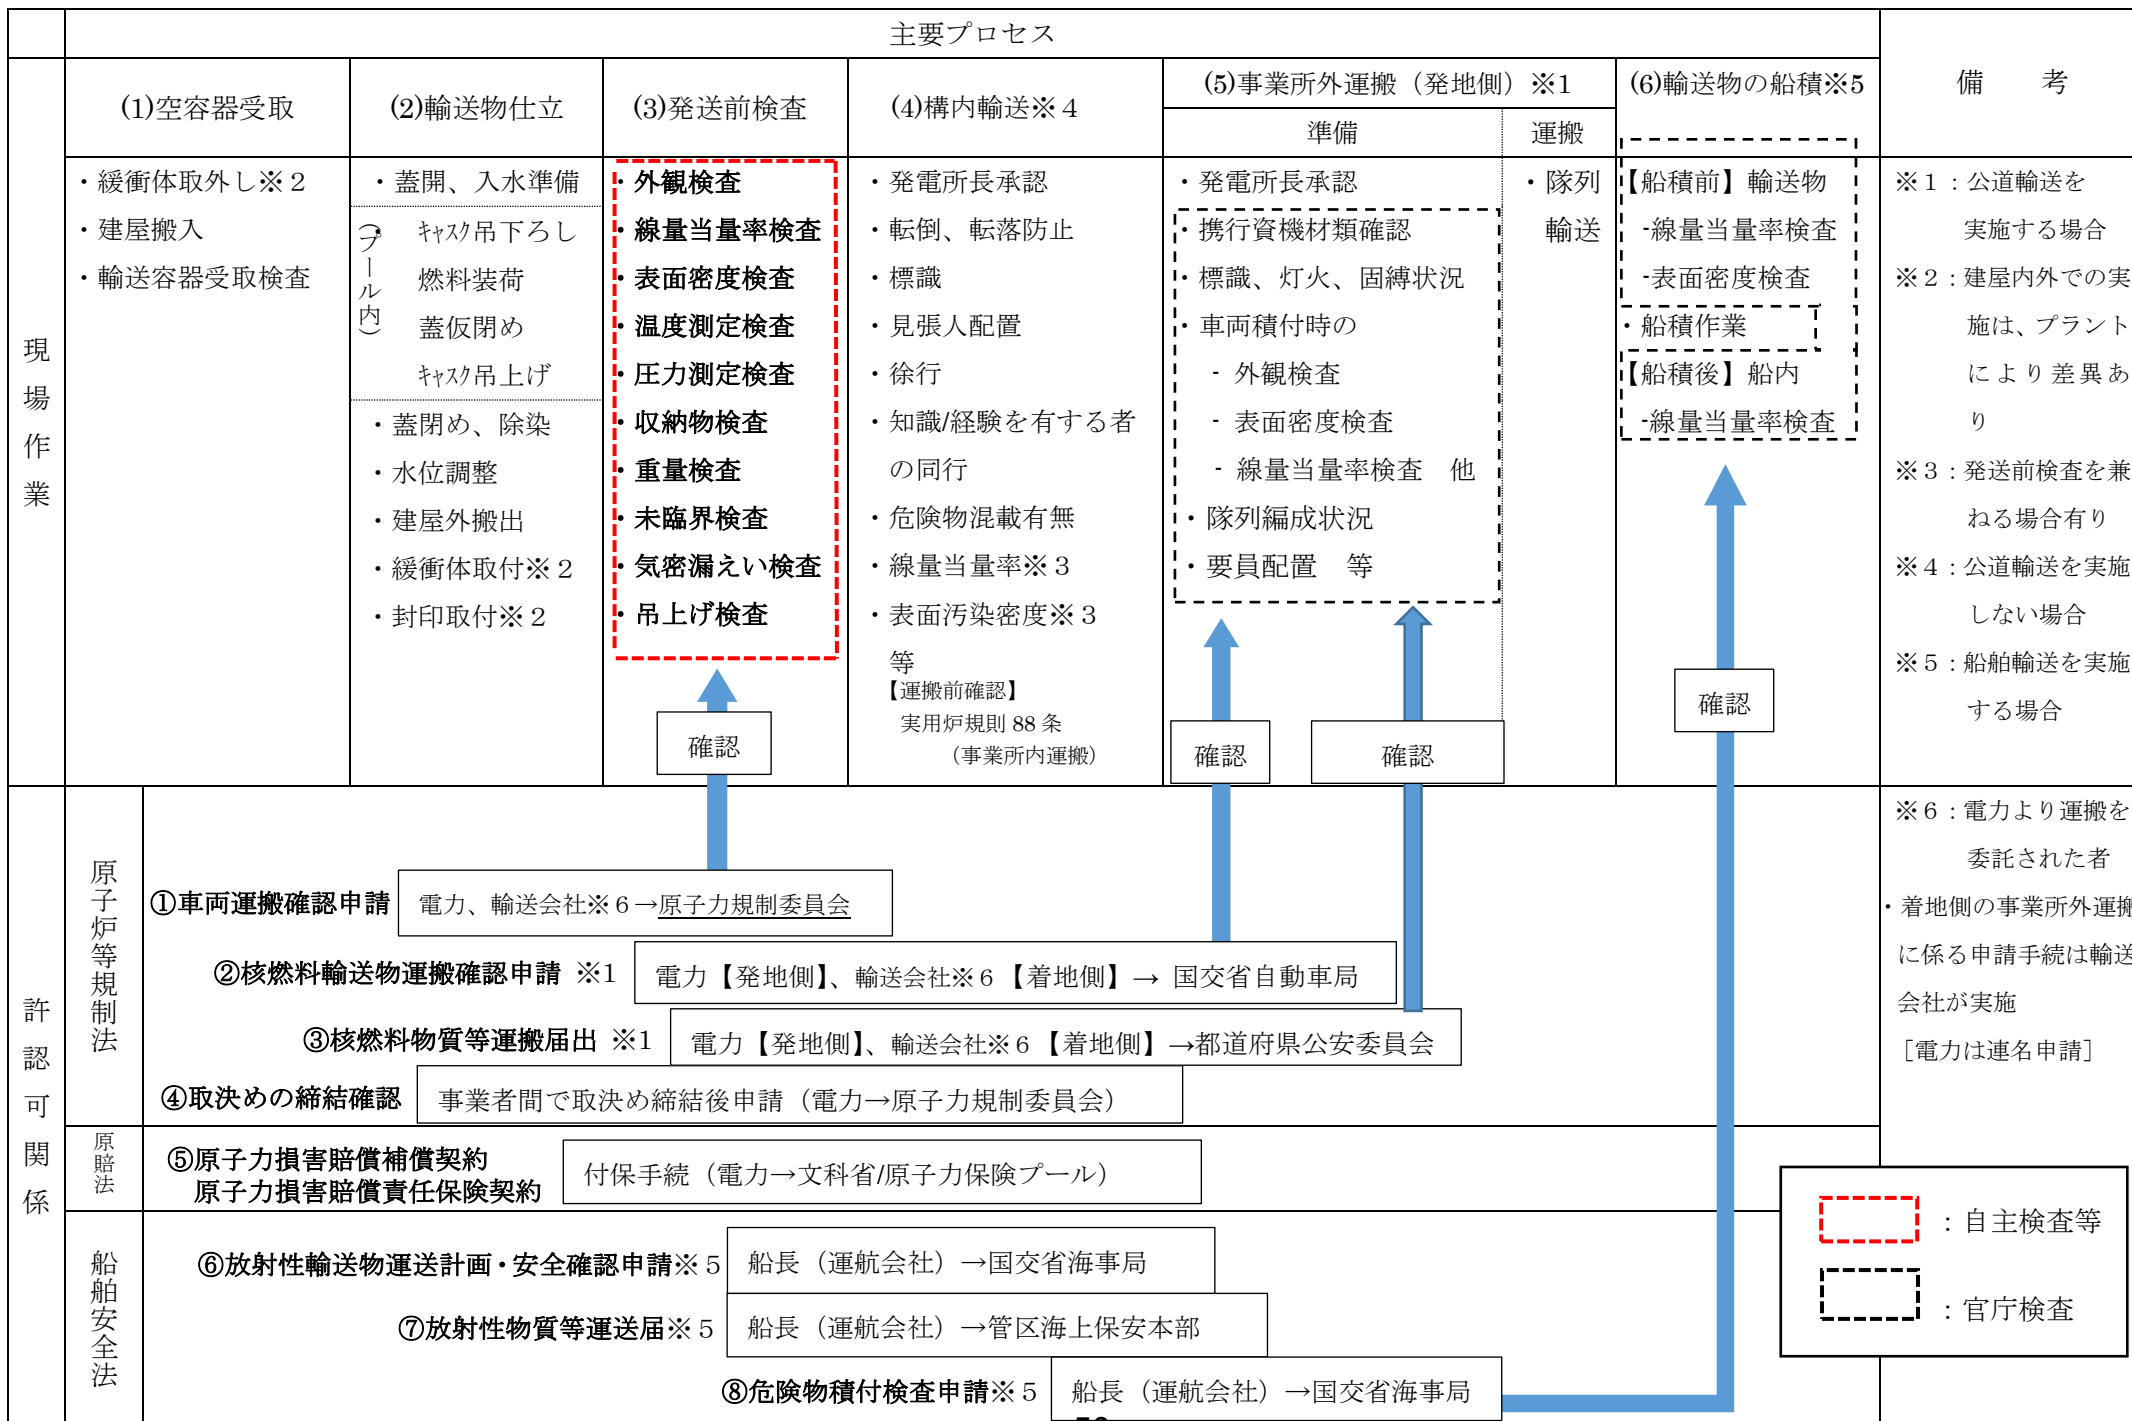 主要プロセス
備　考
(1)空容器受取
(2)輸送物仕立
(3)発送前検査
(4)構内輸送※４
(5)事業所外運搬（発地側）※1
準備
運搬
(6)輸送物の船積※5
現場作業
・緩衝体取外し※２
・建屋搬入
・輸送容器受取検査
・蓋開、入水準備
（プール内）
・ｷｬｽｸ吊下ろし
燃料装荷
蓋仮閉め
ｷｬｽｸ吊上げ
・蓋閉め、除染
・水位調整
・建屋外搬出
・緩衝体取付※２
・封印取付※２
・外観検査
・線量当量率検査
・表面密度検査
・温度測定検査
・圧力測定検査
・収納物検査
・重量検査
・未臨界検査
・気密漏えい検査
・吊上げ検査
確認
・発電所長承認
・転倒、転落防止
・標識
・見張人配置
・徐行
・知識/経験を有する者
の同行
・危険物混載有無
・線量当量率※３
・表面汚染密度※３
等
【運搬前確認】
実用炉規則 88 条
（事業所内運搬）
・発電所長承認
・携行資機材類確認
・標識、灯火、固縛状況
・車両積付時の
- 外観検査
- 表面密度検査
- 線量当量率検査　他
・隊列編成状況
・要員配置　等
確認
確認
・隊列
輸送
【船積前】輸送物
-線量当量率検査
-表面密度検査
・船積作業
【船積後】船内
-線量当量率検査
確認
※１：公道輸送を
実施する場合
※２：建屋内外での実
施は、プラント
により差異あ
り
※３：発送前検査を兼
ねる場合有り
※４：公道輸送を実施
しない場合
※５：船舶輸送を実施
する場合
許認可関係
原子炉等規制法
①車両運搬確認申請
電力、輸送会社※６→原子力規制委員会
②核燃料輸送物運搬確認申請 ※1
電力【発地側】、輸送会社※６【着地側】→ 国交省自動車局
③核燃料物質等運搬届出 ※1
電力【発地側】、輸送会社※６【着地側】→都道府県公安委員会
④取決めの締結確認
事業者間で取決め締結後申請（電力→原子力規制委員会）
原賠法
⑤原子力損害賠償補償契約
原子力損害賠償責任保険契約
付保手続（電力→文科省/原子力保険プール）
船舶安全法
⑥放射性輸送物運送計画・安全確認申請※５
船長（運航会社）→国交省海事局
⑦放射性物質等運送届※５
船長（運航会社）→管区海上保安本部
⑧危険物積付検査申請※５
船長（運航会社）→国交省海事局
※６：電力より運搬を
委託された者
・着地側の事業所外運搬
に係る申請手続は輸送
会社が実施
［電力は連名申請］
：自主検査等
：官庁検査